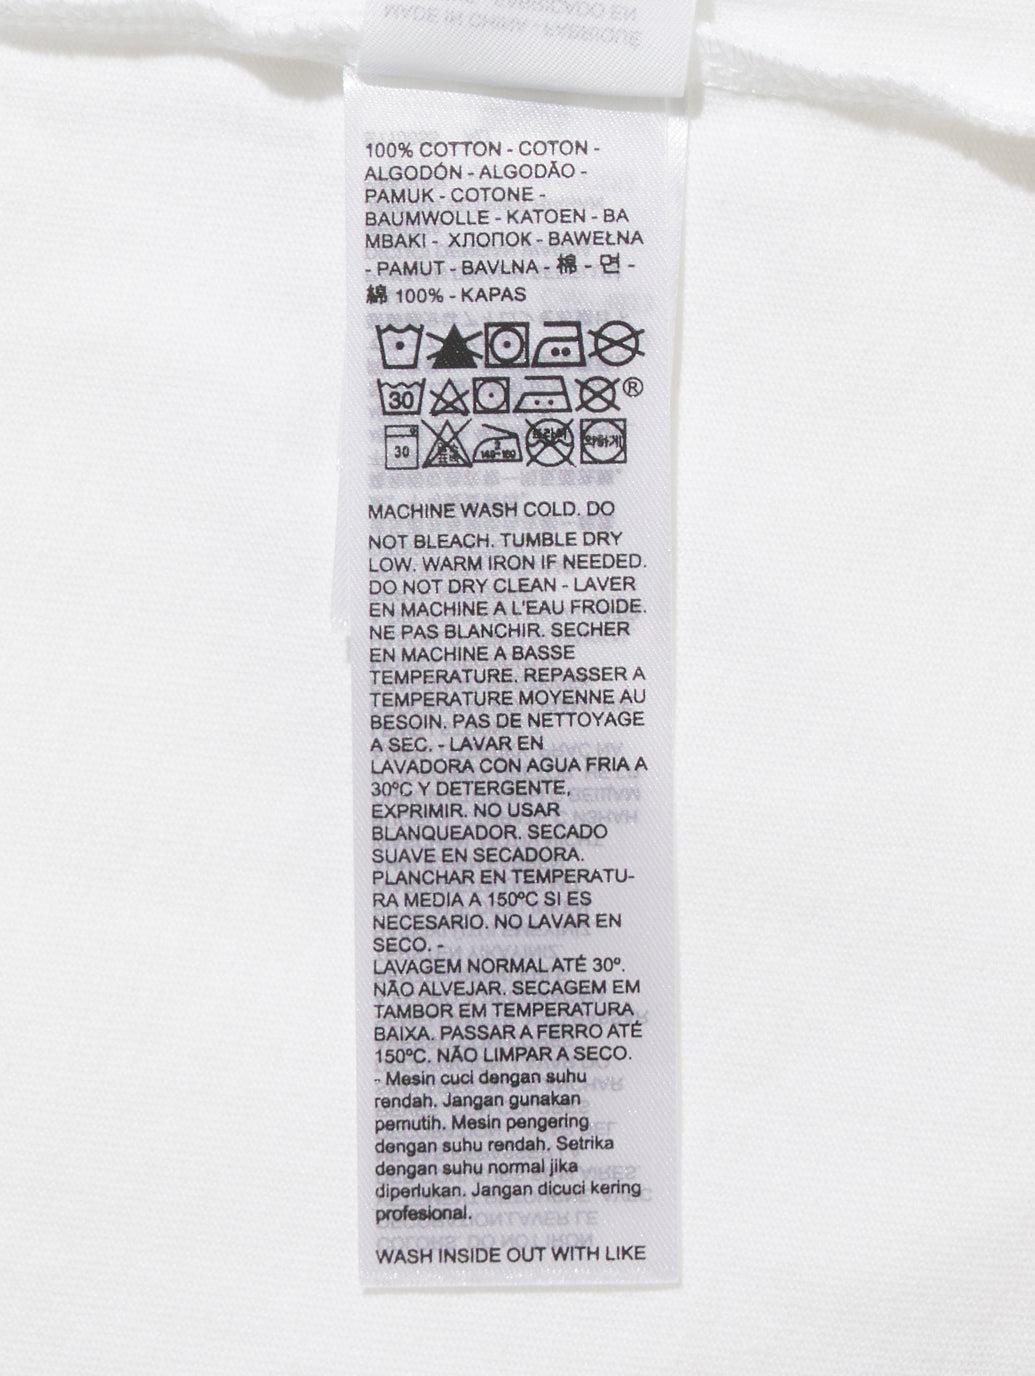 MADE IN CHINA - FABRIQUÉ
FABRICADO EN
100% COTTON - COTON -
ALGODÓN - ALGODÃO -
PAMUK - COTONE -
BAUMWOLLE - KATOEN - BA
MBAKI - ХЛОПОК - BAWEŁNA
- PAMUT - BAVLNA - 棉 - 면 -
綿 100% - KAPAS
30 ®
30
MACHINE WASH COLD. DO
NOT BLEACH. TUMBLE DRY
LOW. WARM IRON IF NEEDED.
DO NOT DRY CLEAN - LAVER
EN MACHINE A L'EAU FROIDE.
NE PAS BLANCHIR. SECHER
EN MACHINE A BASSE
TEMPERATURE. REPASSER A
TEMPERATURE MOYENNE AU
BESOIN. PAS DE NETTOYAGE
A SEC. - LAVAR EN
LAVADORA CON AGUA FRIA A
30ºC Y DETERGENTE,
EXPRIMIR. NO USAR
BLANQUEADOR. SECADO
SUAVE EN SECADORA.
PLANCHAR EN TEMPERATU-
RA MEDIA A 150ºC SI ES
NECESARIO. NO LAVAR EN
SECO. -
LAVAGEM NORMAL ATÉ 30º.
NÃO ALVEJAR. SECAGEM EM
TAMBOR EM TEMPERATURA
BAIXA. PASSAR A FERRO ATÉ
150ºC. NÃO LIMPAR A SECO.
- Mesin cuci dengan suhu
rendah. Jangan gunakan
pemutih. Mesin pengering
dengan suhu rendah. Setrika
dengan suhu normal jika
diperlukan. Jangan dicuci kering
profesional.
WASH INSIDE OUT WITH LIKE